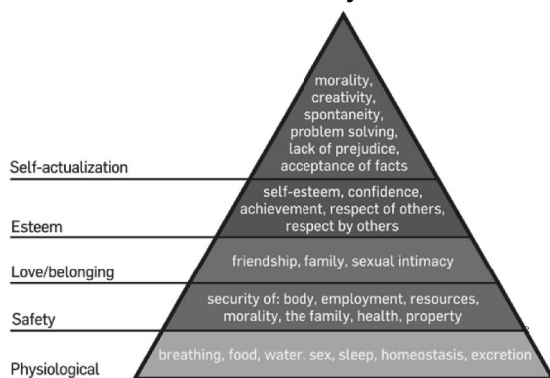 morality,
creativity,
spontaneity,
problem solving,
lack of prejudice,
acceptance of facts
Self-actualization
self-esteem, confidence,
achievement, respect of others,
respect by others
Esteem
friendship, family, sexual intimacy
Love/belonging
security of: body, employment, resources,
morality, the family, health, property
Safety
breathing, food, water, sex, sleep, homeostasis, excretion
Physiological